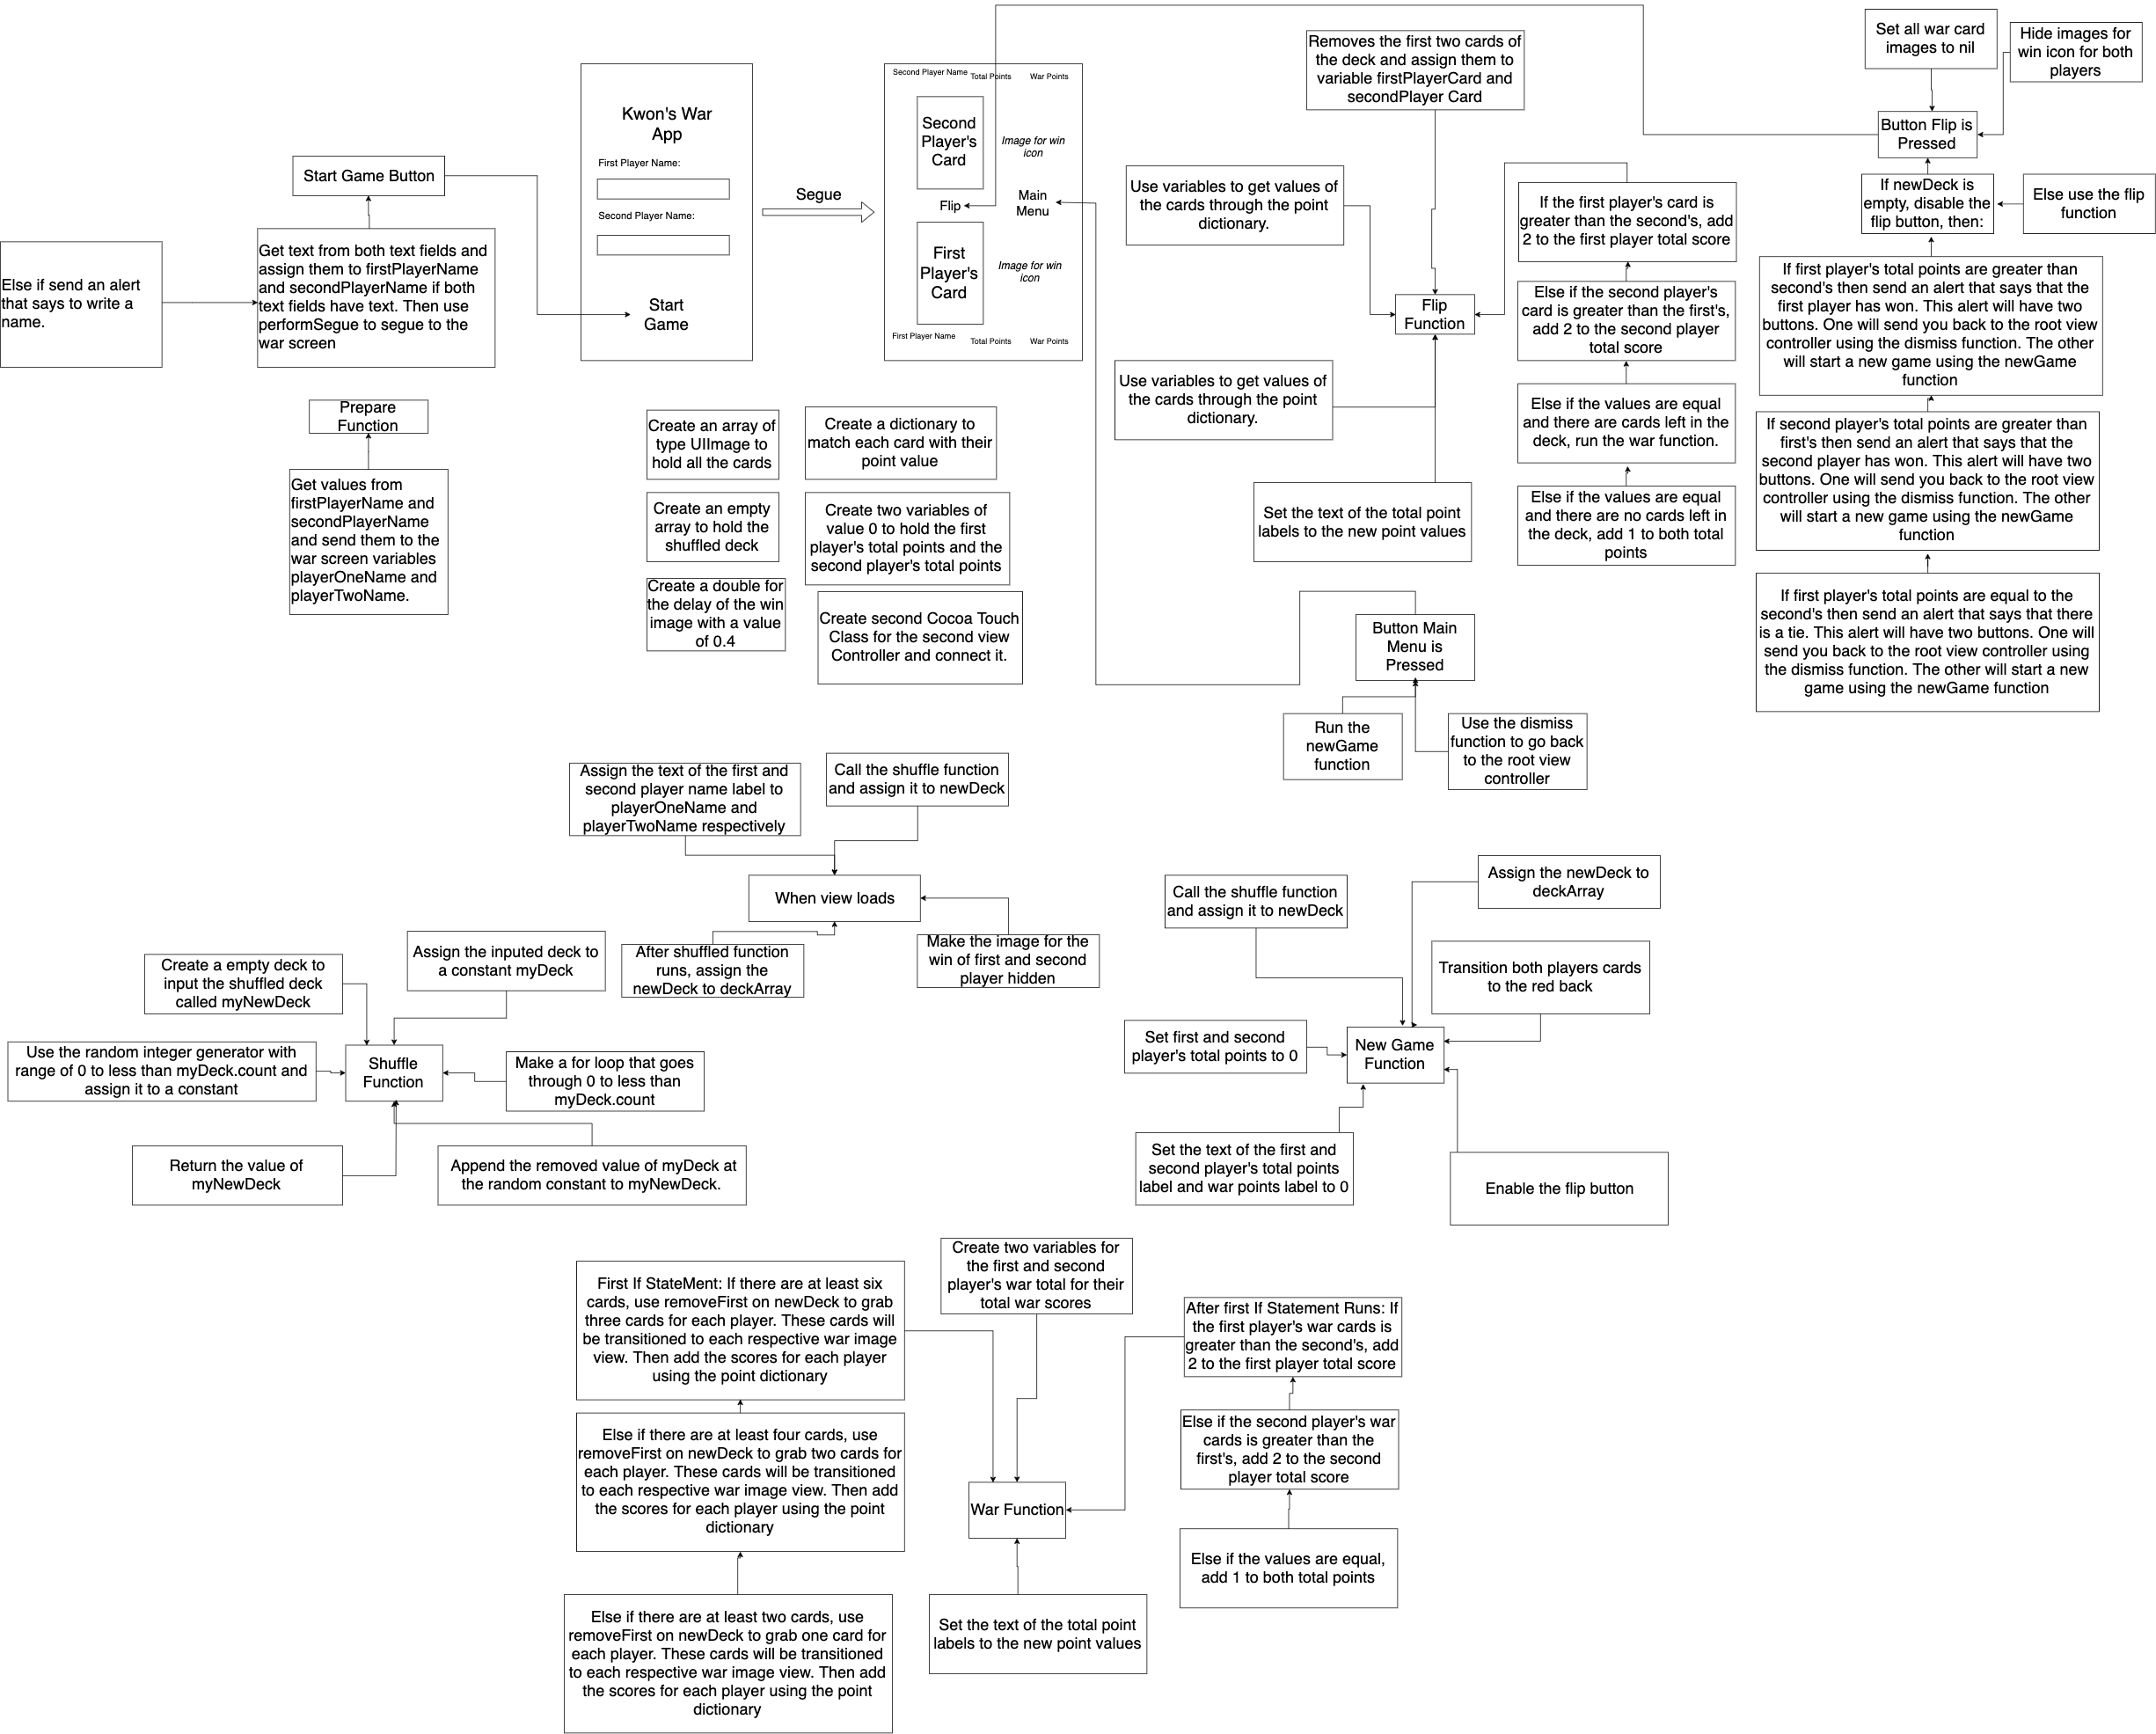 Set all war card
images to nil
Hide images for
win icon for both
players
Removes the first two cards of
the deck and assign them to
variable firstPlayerCard and
secondPlayer Card
Second Player Name
Total Points
War Points
Kwon's War
App
Second
Player's
Card
Image for win
icon
Button Flip is
Pressed
First Player Name:
Start Game Button
Segue
Main
Menu
Flip
Use variables to get values of
the cards through the point
dictionary.
If the first player's card is
greater than the second's, add
2 to the first player total score
If newDeck is
empty, disable the
flip button, then:
Else use the flip
function
Second Player Name:
Else if send an alert
that says to write a
name.
Get text from both text fields and
assign them to firstPlayerName
and secondPlayerName if both
text fields have text. Then use
performSegue to segue to the
war screen
First
Player's
Card
Image for win
icon
Start
Game
First Player Name
Total Points
War Points
Flip
Function
Else if the second player's
card is greater than the first's,
add 2 to the second player
total score
If first player's total points are greater than
second's then send an alert that says that the
first player has won. This alert will have two
buttons. One will send you back to the root view
controller using the dismiss function. The other
will start a new game using the newGame
function
Prepare
Function
Create an array of
type UIImage to
hold all the cards
Create a dictionary to
match each card with their
point value
Use variables to get values of
the cards through the point
dictionary.
Else if the values are equal
and there are cards left in the
deck, run the war function.
If second player's total points are greater than
first's then send an alert that says that the
second player has won. This alert will have two
buttons. One will send you back to the root view
controller using the dismiss function. The other
will start a new game using the newGame
function
Get values from
firstPlayerName and
secondPlayerName
and send them to the
war screen variables
playerOneName and
playerTwoName.
Create an empty
array to hold the
shuffled deck
Create two variables of
value 0 to hold the first
player's total points and the
second player's total points
Set the text of the total point
labels to the new point values
Else if the values are equal
and there are no cards left in
the deck, add 1 to both total
points
Create a double for
the delay of the win
image with a value
of 0.4
Create second Cocoa Touch
Class for the second view
Controller and connect it.
Button Main
Menu is
Pressed
If first player's total points are equal to the
second's then send an alert that says that there
is a tie. This alert will have two buttons. One will
send you back to the root view controller using
the dismiss function. The other will start a new
game using the newGame function
Run the
newGame
function
Use the dismiss
function to go back
to the root view
controller
Assign the text of the first and
second player name label to
playerOneName and
playerTwoName respectively
Call the shuffle function
and assign it to newDeck
When view loads
After shuffled function
runs, assign the
newDeck to deckArray
Make the image for the
win of first and second
player hidden
Call the shuffle function
and assign it to newDeck
Assign the newDeck to
deckArray
Create a empty deck to
input the shuffled deck
called myNewDeck
Assign the inputed deck to
a constant myDeck
Transition both players cards
to the red back
Use the random integer generator with
range of 0 to less than myDeck.count and
assign it to a constant
Shuffle
Function
Make a for loop that goes
through 0 to less than
myDeck.count
Set first and second
player's total points to 0
New Game
Function
Return the value of
myNewDeck
Append the removed value of myDeck at
the random constant to myNewDeck.
Set the text of the first and
second player's total points
label and war points label to 0
Enable the flip button
First If StateMent: If there are at least six
cards, use removeFirst on newDeck to grab
three cards for each player. These cards will
be transitioned to each respective war image
view. Then add the scores for each player
using the point dictionary
Create two variables for
the first and second
player's war total for their
total war scores
After first If Statement Runs: If
the first player's war cards is
greater than the second's, add
2 to the first player total score
Else if there are at least four cards, use
removeFirst on newDeck to grab two cards for
each player. These cards will be transitioned
to each respective war image view. Then add
the scores for each player using the point
dictionary
War Function
Else if the second player's war
cards is greater than the
first's, add 2 to the second
player total score
Else if the values are equal,
add 1 to both total points
Else if there are at least two cards, use
removeFirst on newDeck to grab one card for
each player. These cards will be transitioned
to each respective war image view. Then add
the scores for each player using the point
dictionary
Set the text of the total point
labels to the new point values